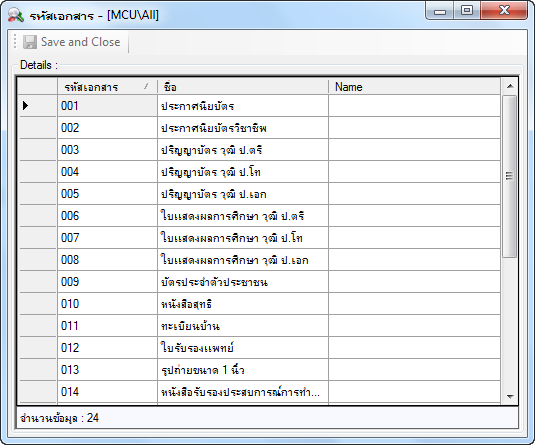 รหัสเอกสาร - [MCU\All]
Save and Close
Details :
รหัสเอกสาร ชื่อ Name
001 ประกาศนียบัตร
002 ประกาศนียบัตรวิชาชีพ
003 ปริญญาบัตร วุฒิ ป.ตรี
004 ปริญญาบัตร วุฒิ ป.โท
005 ปริญญาบัตร วุฒิ ป.เอก
006 ใบแสดงผลการศึกษา วุฒิ ป.ตรี
007 ใบแสดงผลการศึกษา วุฒิ ป.โท
008 ใบแสดงผลการศึกษา วุฒิ ป.เอก
009 บัตรประจำตัวประชาชน
010 หนังสือสุทธิ
011 ทะเบียนบ้าน
012 ใบรับรองแพทย์
013 รูปถ่ายขนาด 1 นิ้ว
014 หนังสือรับรองประสบการณ์การทำ...
จำนวนข้อมูล : 24